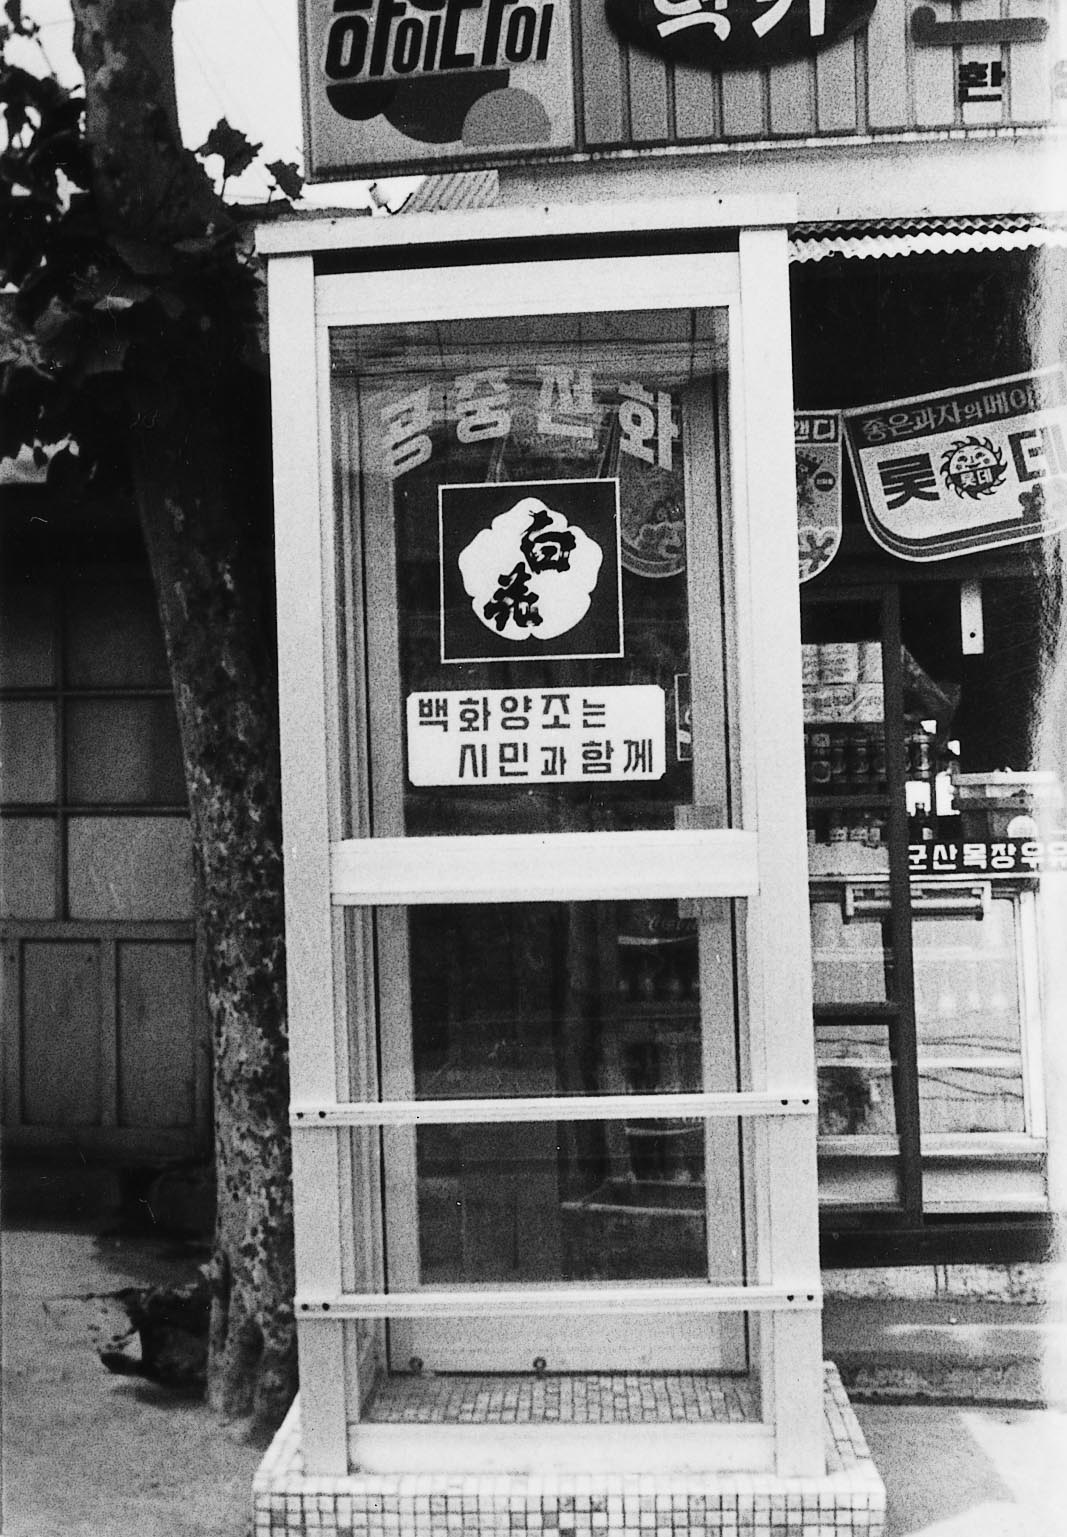 하이타이
환
공중전화
캔디
좋은과자의메이
롯데
롯데
白花
백화양조는
시민과함께
군산목장우유